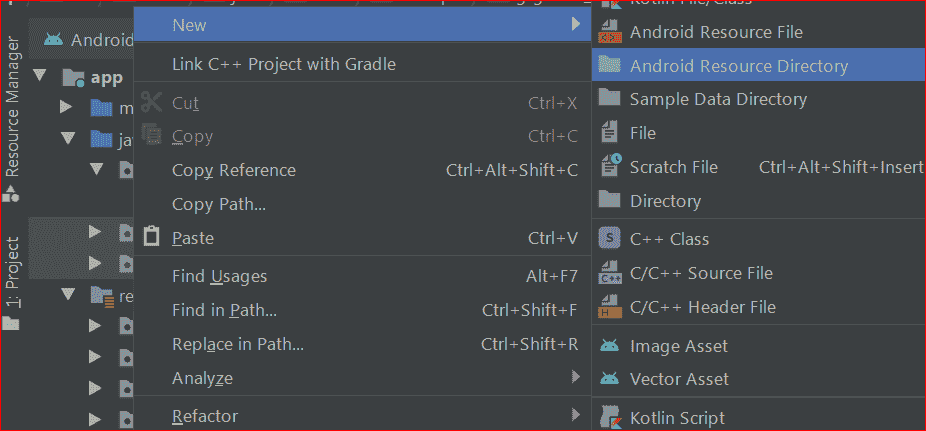 Resource Manager
1: Project
Android
app
m
ja
re
New
Link C++ Project with Gradle
Cut Ctrl+X
Copy Ctrl+C
Copy Reference Ctrl+Alt+Shift+C
Copy Path...
Paste Ctrl+V
Find Usages Alt+F7
Find in Path... Ctrl+Shift+F
Replace in Path... Ctrl+Shift+R
Analyze
Refactor
Kotlin File/Class
Android Resource File
Android Resource Directory
Sample Data Directory
File
Scratch File Ctrl+Alt+Shift+Insert
Directory
C++ Class
C/C++ Source File
C/C++ Header File
Image Asset
Vector Asset
Kotlin Script